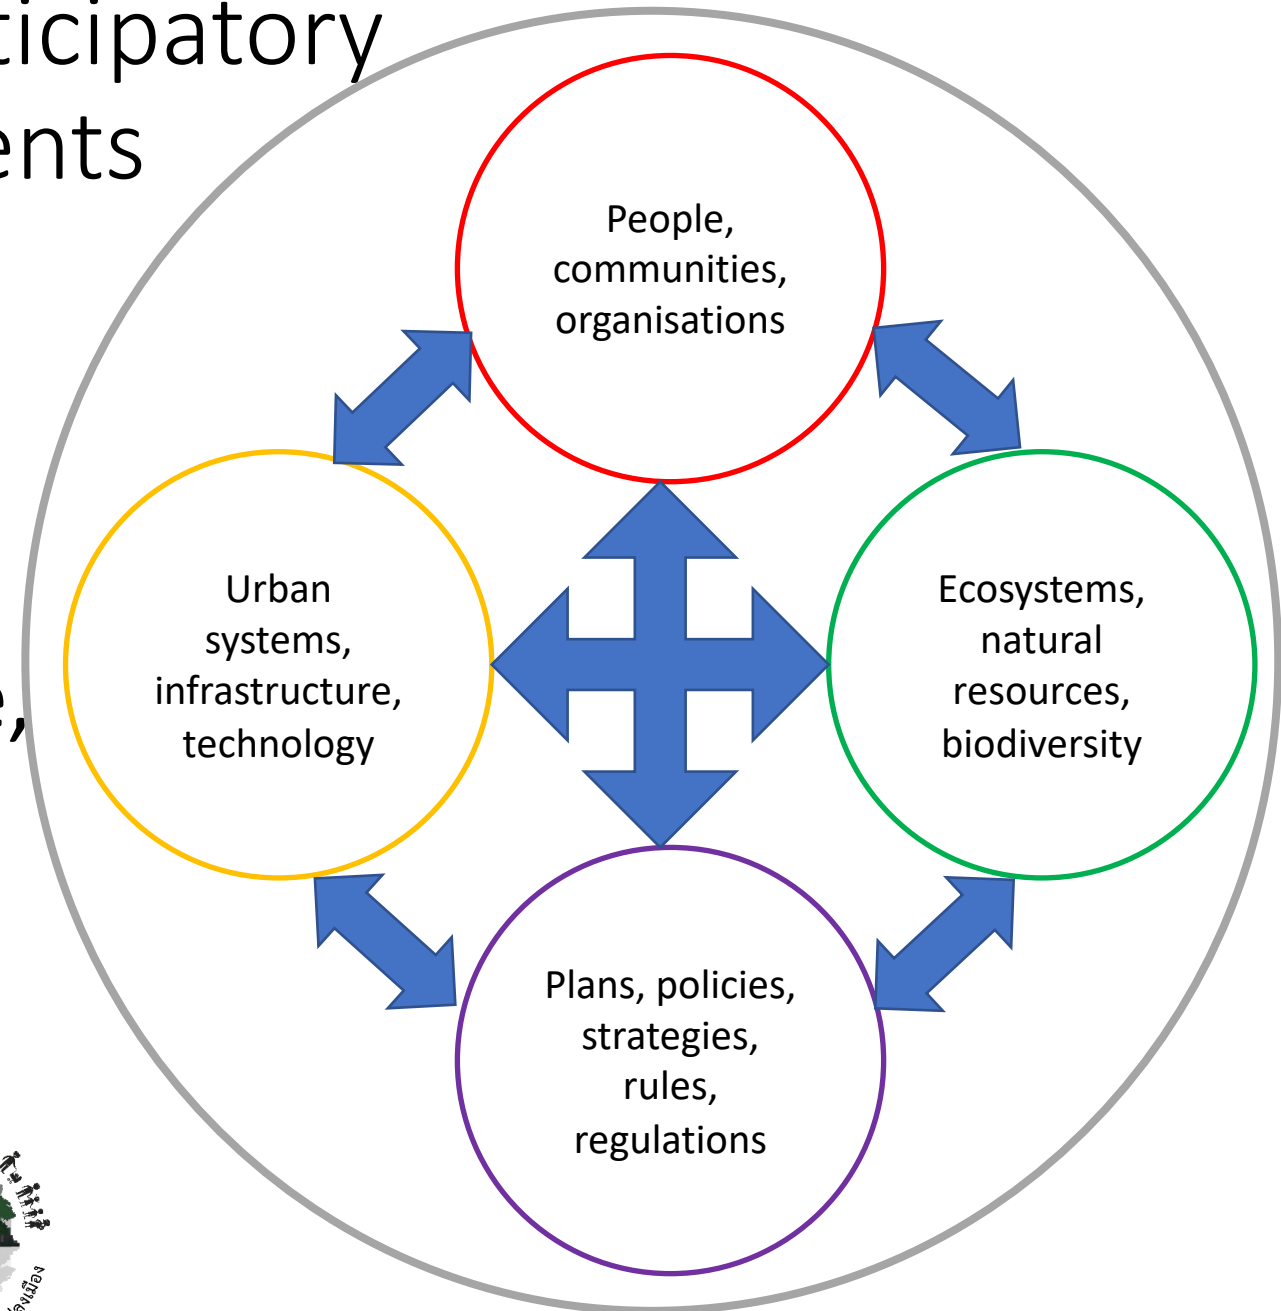 ticipatory
ents
People,
communities,
organisations
Urban
systems,
infrastructure,
technology
Ecosystems,
natural
resources,
biodiversity
e,
Plans, policies,
strategies,
rules,
regulations